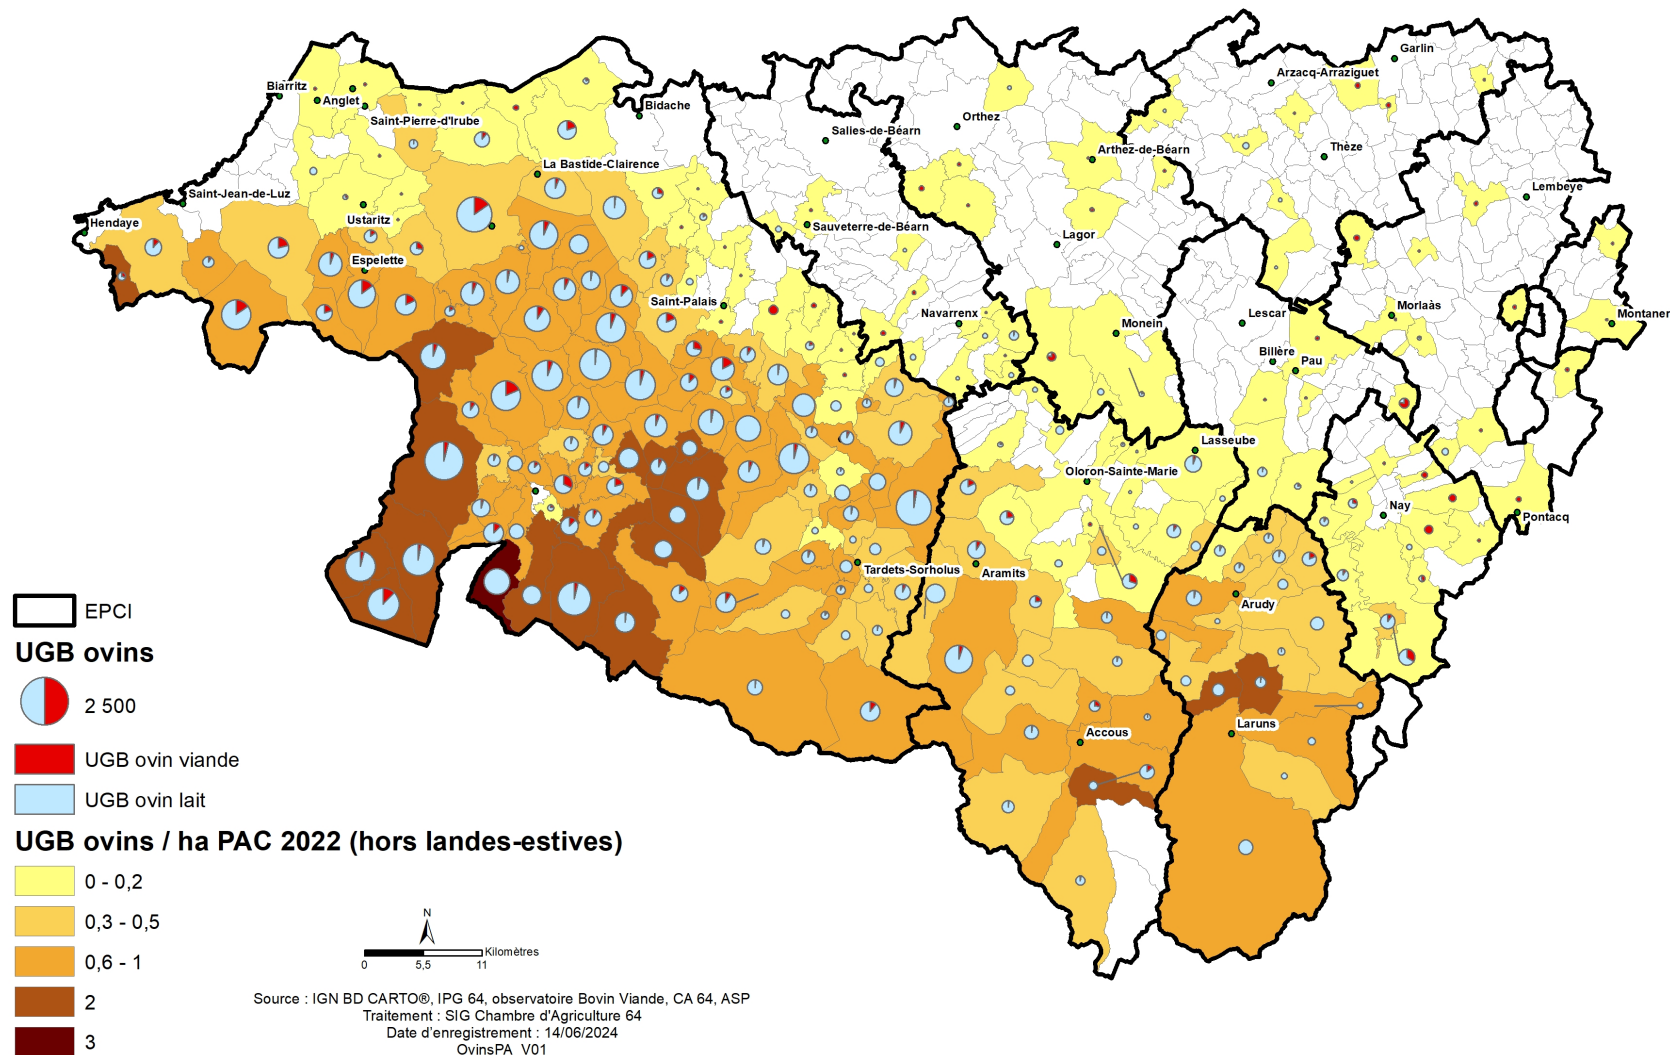 Garlin
Arzacq-Arraziguet
Biarritz
Anglet
Bidache
Saint-Pierre-d'Irube
Orthez
Salies-de-Béarn
Arthez-de-Béarn
Thèze
La Bastide-Clairence
Lembeye
Saint-Jean-de-Luz
Hendaye
Ustaritz
Sauveterre-de-Béarn
Lagor
Espelette
Saint-Palais
Navarrenx
Monein
Lescar
Morlaàs
Montaner
Billère
Pau
Lasseube
Oloron-Sainte-Marie
Nay
Pontacq
Tardets-Sorholus
Aramits
Arudy
Laruns
Accous
EPCI
UGB ovins
2 500
UGB ovin viande
UGB ovin lait
UGB ovins / ha PAC 2022 (hors landes-estives)
0 - 0,2
0,3 - 0,5
0,6 - 1
2
3
N
Kilomètres
0 5,5 11
Source : IGN BD CARTO®, IPG 64, observatoire Bovin Viande, CA 64, ASP
Traitement : SIG Chambre d'Agriculture 64
Date d'enregistrement : 14/06/2024
OvinsPA_V01